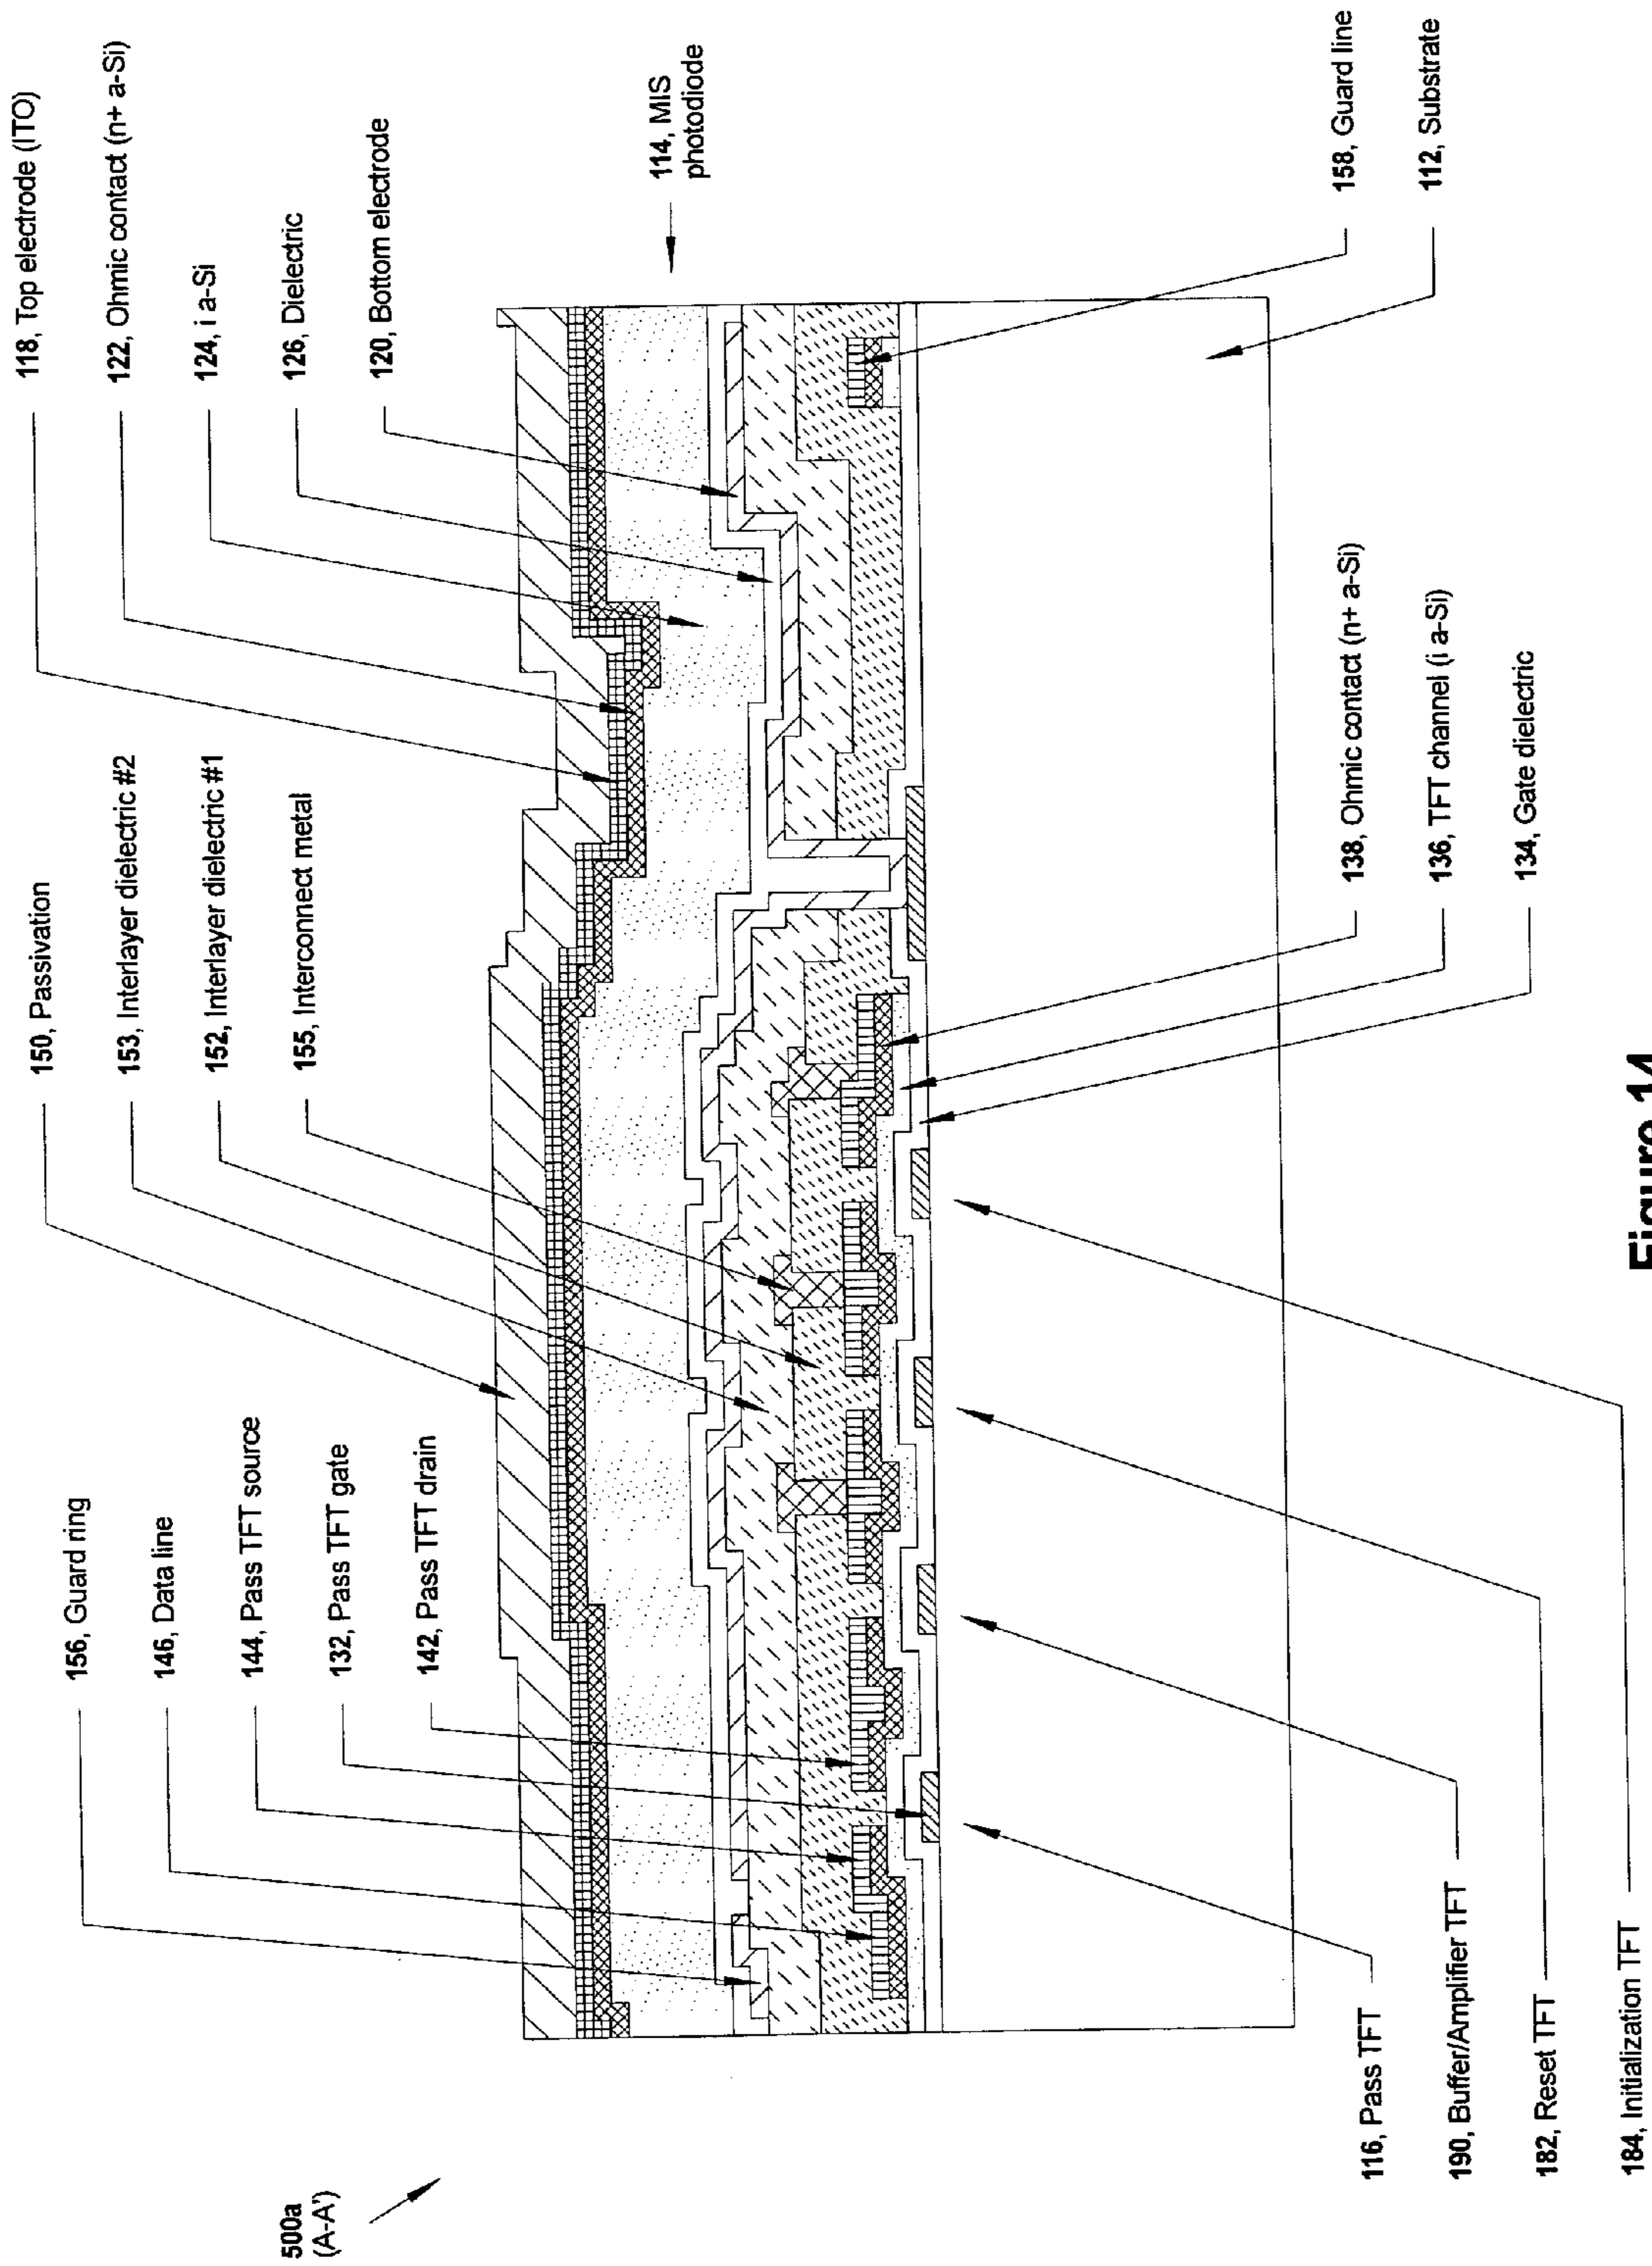 500a
(A-A')
156, Guard ring
146, Data line
144, Pass TFT source
132, Pass TFT gate
142, Pass TFT drain
150, Passivation
153, Interlayer dielectric #2
152, Interlayer dielectric #1
155, Interconnect metal
118, Top electrode (ITO)
122, Ohmic contact (n+ a-Si)
124, i a-Si
126, Dielectric
120, Bottom electrode
114, MIS
photodiode
116, Pass TFT
190, Buffer/Amplifier TFT
182, Reset TFT
184, Initialization TFT
138, Ohmic contact (n+ a-Si)
136, TFT channel (i a-Si)
134, Gate dielectric
158, Guard line
112, Substrate
Figure 14